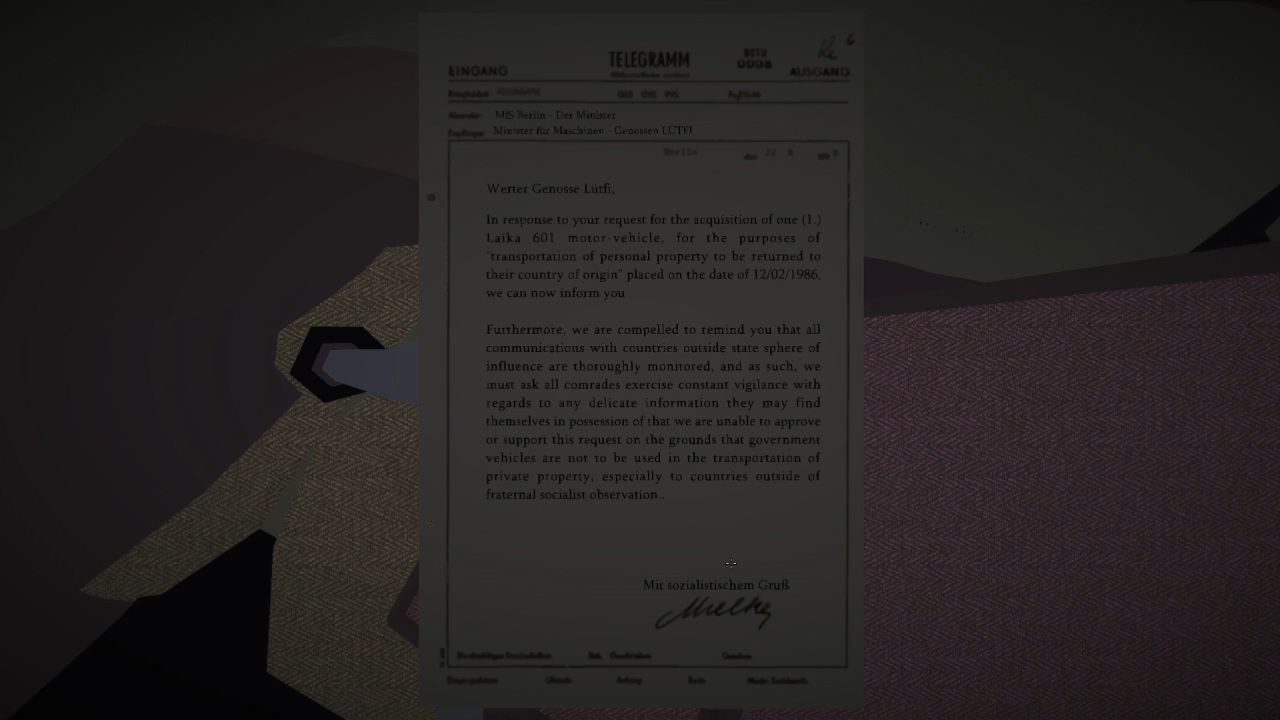 TELEGRAMM
BSTU
EINGANG
AUSGANG
MfS Berlin - Der Minister
Minister für Maschinen - Genossen LÜTFI
Berlin
Werter Genosse Lütfi,
In response to your request for the acquisition of one (1.)
Laika 601 motor-vehicle, for the purposes of
"transportation of personal property to be returned to
their country of origin" placed on the date of 12/02/1986,
we can now inform you
Furthermore, we are compelled to remind you that all
communications with countries outside state sphere of
influence are thoroughly monitored, and as such, we
must ask all comrades exercise constant vigilance with
regards to any delicate information they may find
themselves in possession of that we are unable to approve
or support this request on the grounds that government
vehicles are not to be used in the transportation of
private property, especially to countries outside of
fraternal socialist observation..
Mit sozialistischem Gruß
Mielke